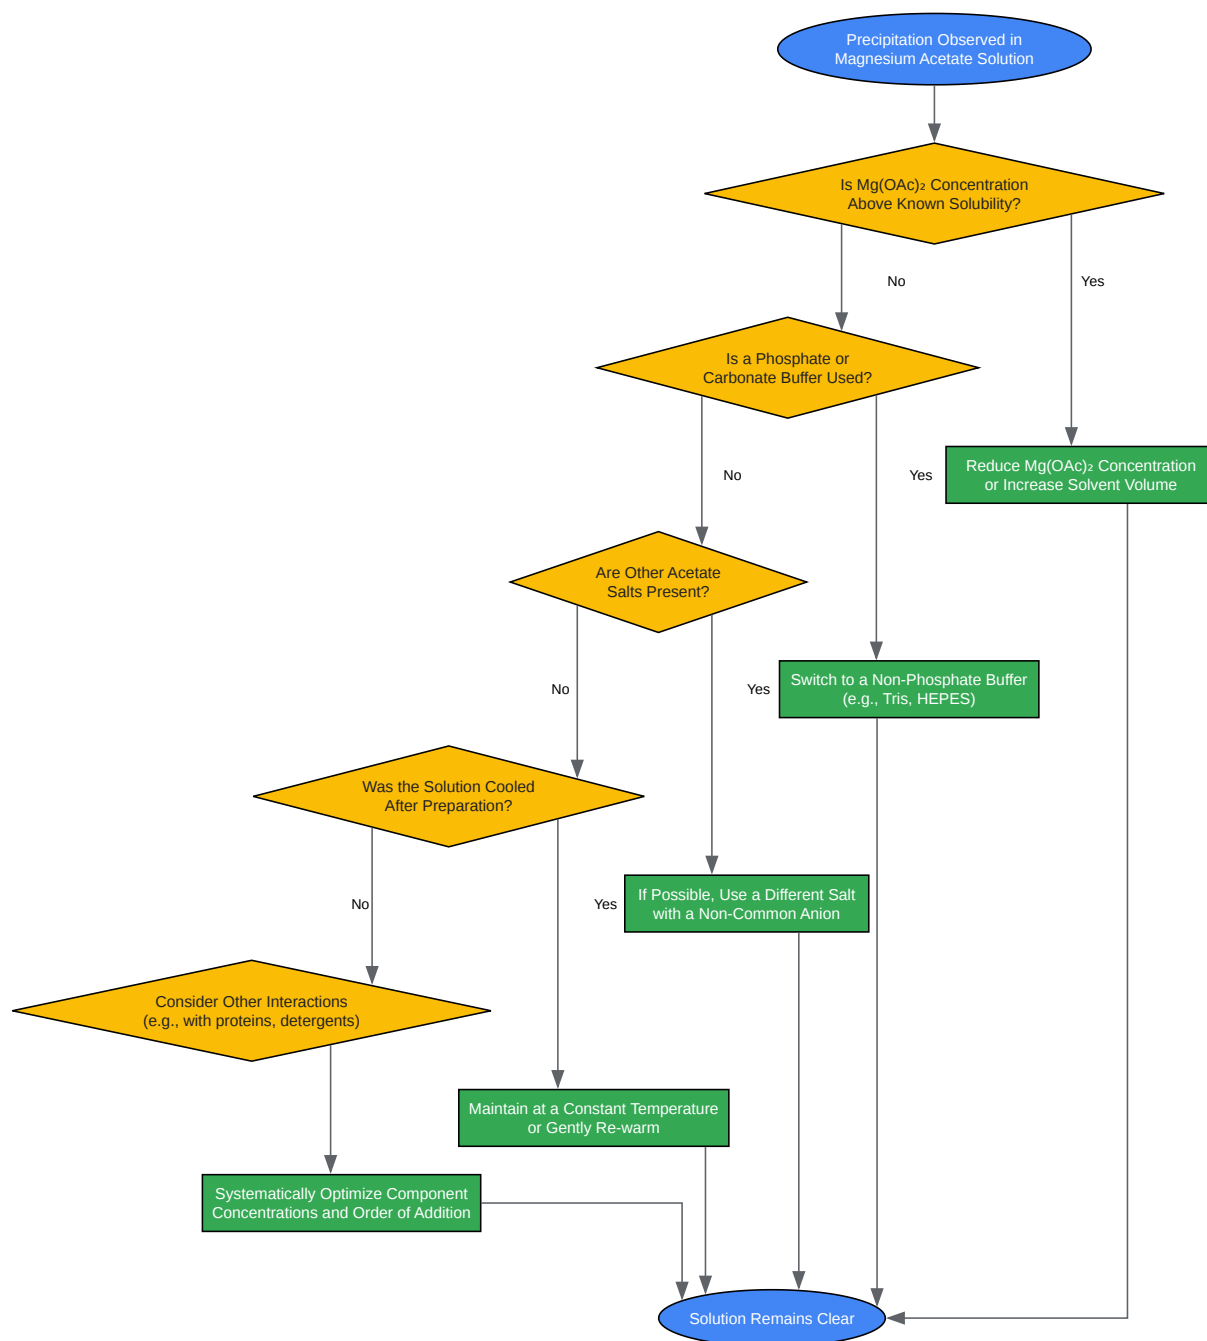 Precipitation Observed in
Magnesium Acetate Solution
Is Mg(OAc)₂ Concentration
Above Known Solubility?
No
Yes
Is a Phosphate or
Carbonate Buffer Used?
No
Yes
Reduce Mg(OAc)₂ Concentration
or Increase Solvent Volume
Are Other Acetate
Salts Present?
No
Yes
Switch to a Non-Phosphate Buffer
(e.g., Tris, HEPES)
Was the Solution Cooled
After Preparation?
No
Yes
If Possible, Use a Different Salt
with a Non-Common Anion
Consider Other Interactions
(e.g., with proteins, detergents)
Maintain at a Constant Temperature
or Gently Re-warm
Systematically Optimize Component
Concentrations and Order of Addition
Solution Remains Clear